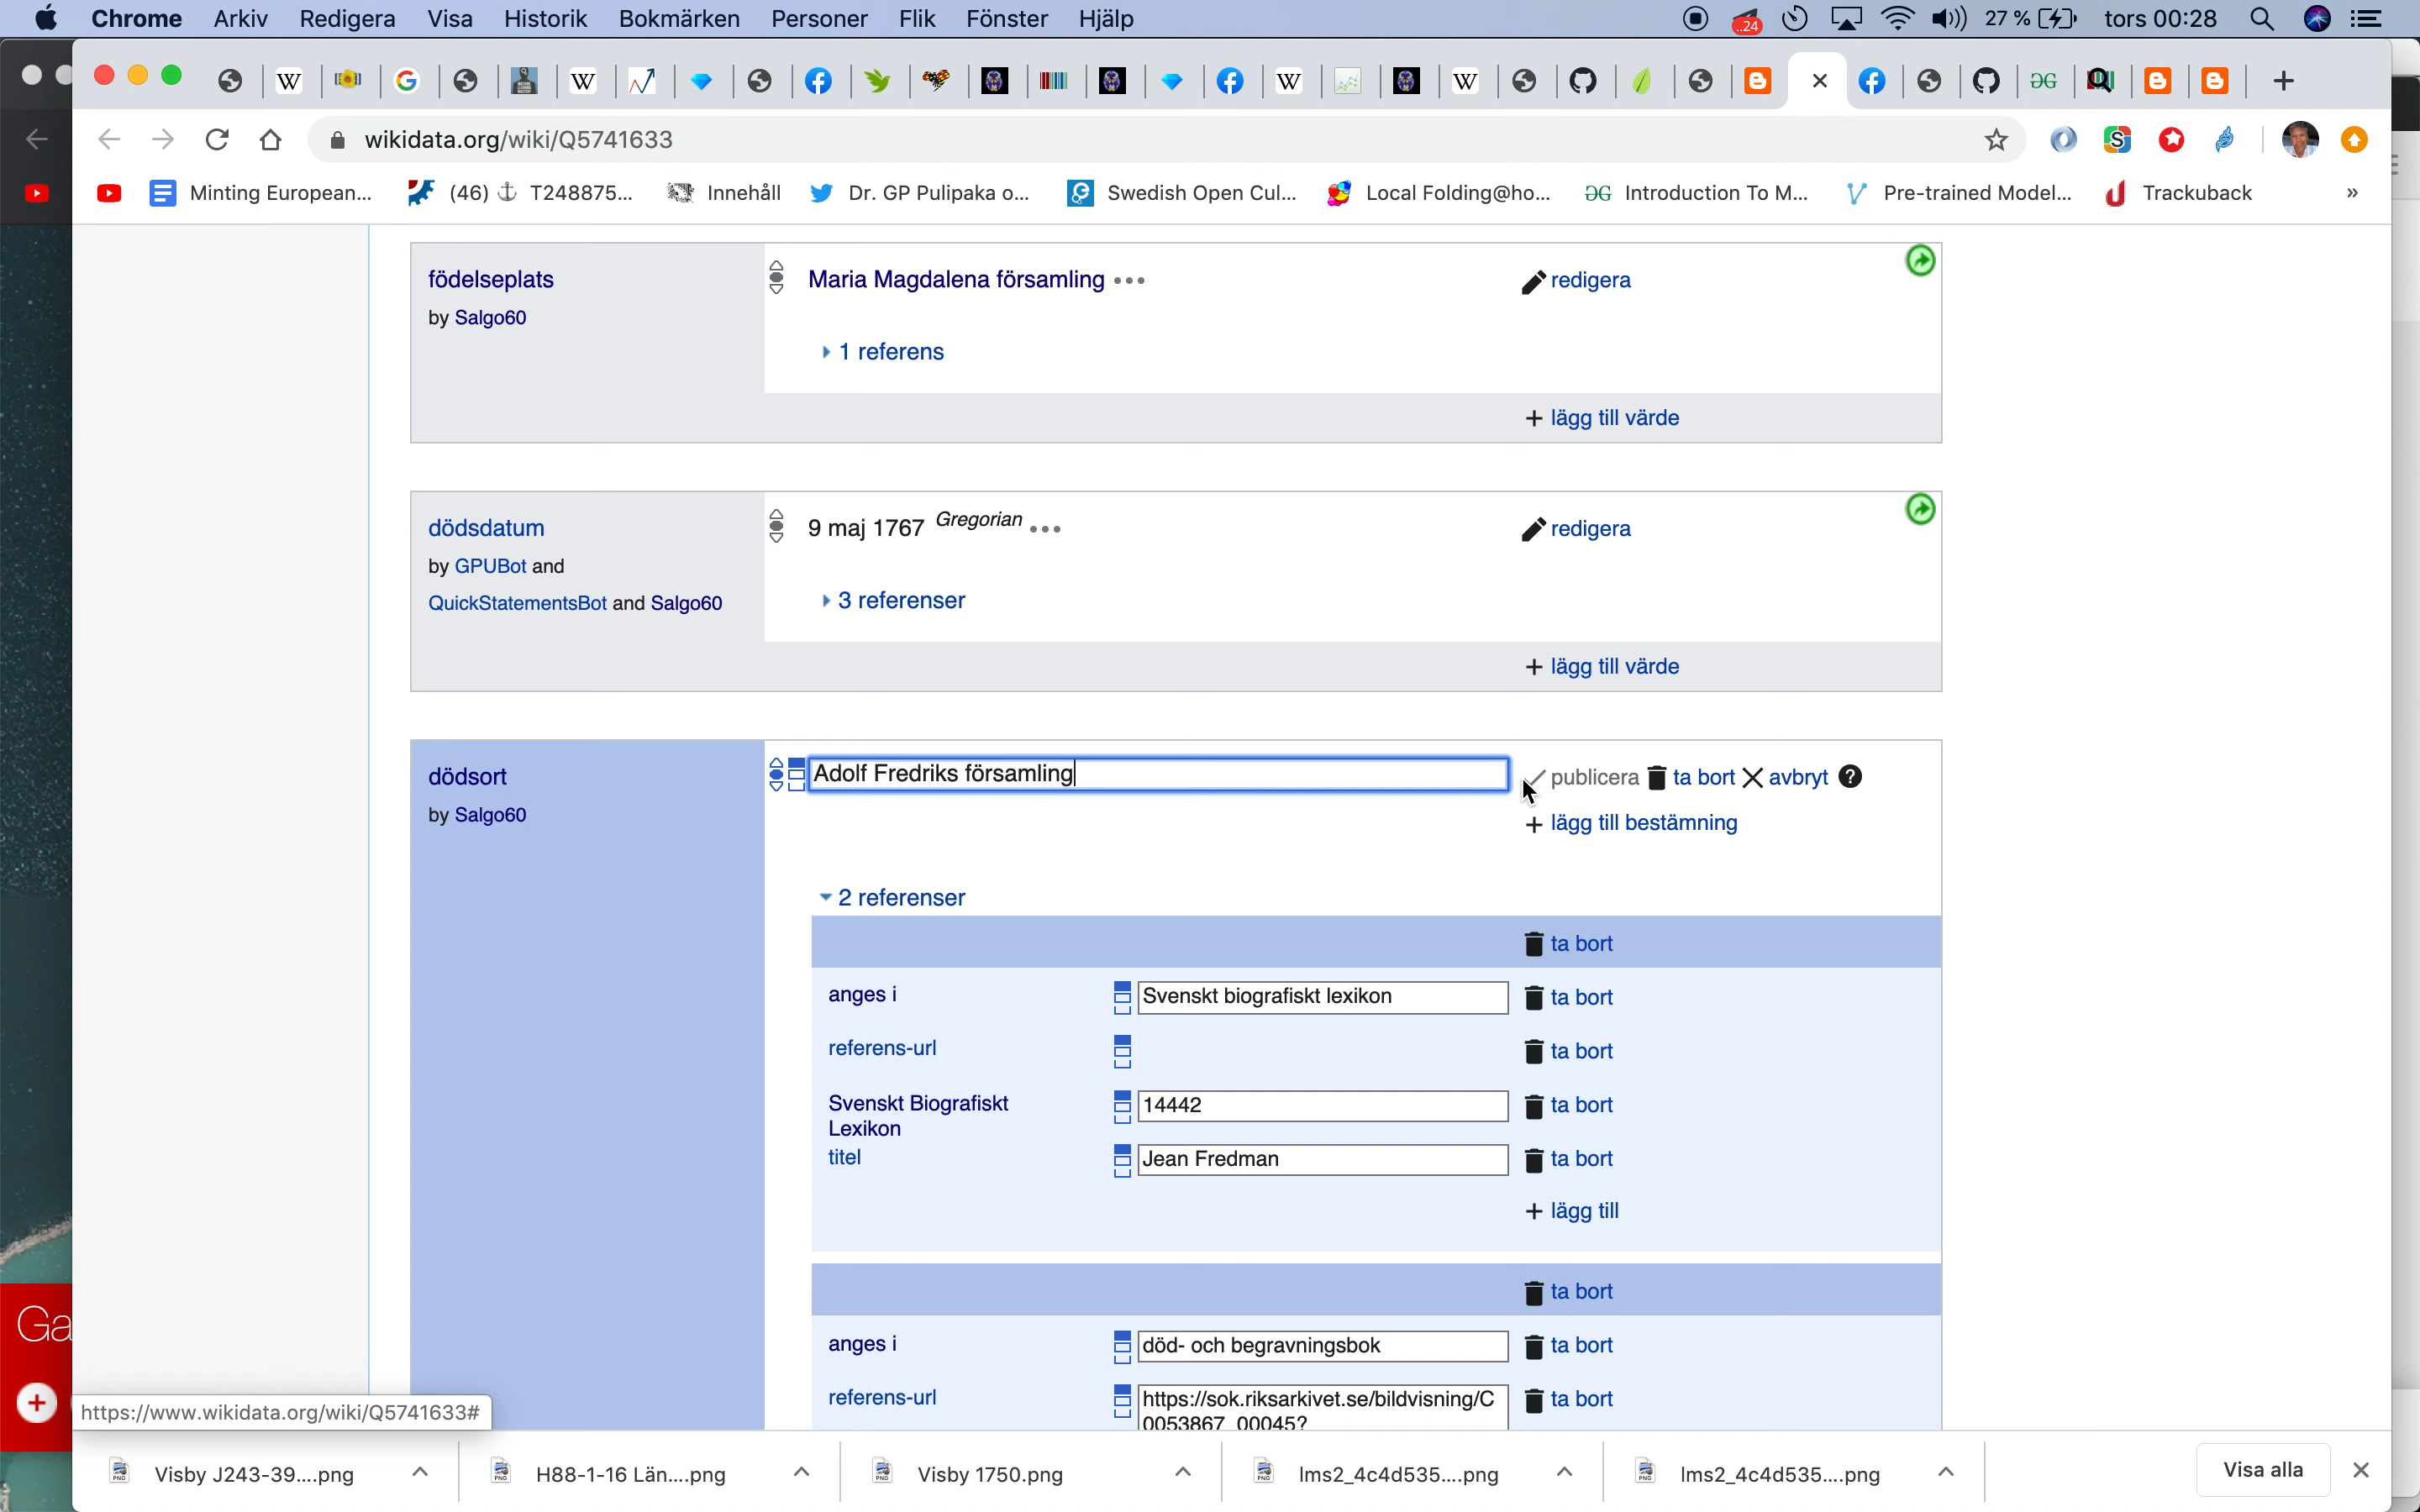 Chrome Arkiv Redigera Visa Historik Bokmärken Personer Flik Fönster Hjälp ..24 27 % tors 00:28
wikidata.org/wiki/Q5741633
Minting European... (46) T248875... Innehåll Dr. GP Pulipaka o... Swedish Open Cul... Local Folding@ho... Introduction To M... Pre-trained Model... Trackuback »
födelseplats
by Salgo60
Maria Magdalena församling
redigera
1 referens
+ lägg till värde
dödsdatum
by GPUBot and
QuickStatementsBot and Salgo60
9 maj 1767 Gregorian
redigera
3 referenser
+ lägg till värde
dödsort
by Salgo60
Adolf Fredriks församling
publicera ta bort avbryt ?
+ lägg till bestämning
2 referenser
ta bort
anges i Svenskt biografiskt lexikon ta bort
referens-url ta bort
Svenskt Biografiskt
Lexikon
14442 ta bort
titel Jean Fredman ta bort
+ lägg till
ta bort
anges i död- och begravningsbok ta bort
referens-url https://sok.riksarkivet.se/bildvisning/C
0053867_00045?
ta bort
Ga
https://www.wikidata.org/wiki/Q5741633#
Visby J243-39....png H88-1-16 Län....png Visby 1750.png lms2_4c4d535....png lms2_4c4d535....png Visa alla